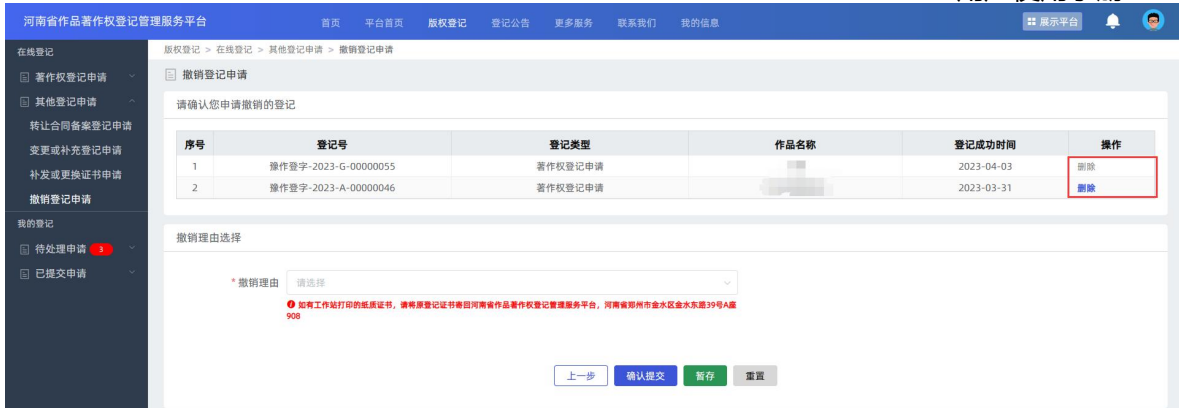 河南省作品著作权登记管理服务平台 首页 平台首页 版权登记 登记公告 更多服务 联系我们 我的信息 展示平台
在线登记
著作权登记申请
其他登记申请
转让合同备案登记申请
变更或补充登记申请
补发或更换证书申请
撤销登记申请
我的登记
待处理申请 3
已提交申请
版权登记 > 在线登记 > 其他登记申请 > 撤销登记申请
撤销登记申请
请确认您申请撤销的登记
序号 登记号 登记类型 作品名称 登记成功时间 操作
1 豫作登字-2023-G-00000055 著作权登记申请 2023-04-03 删除
2 豫作登字-2023-A-00000046 著作权登记申请 2023-03-31 删除
撤销理由选择
* 撤销理由 请选择
如有工作站打印的纸质证书，请将原登记证书寄回河南省作品著作权登记管理服务平台，河南省郑州市金水区金水东路39号A座
908
上一步 确认提交 暂存 重置